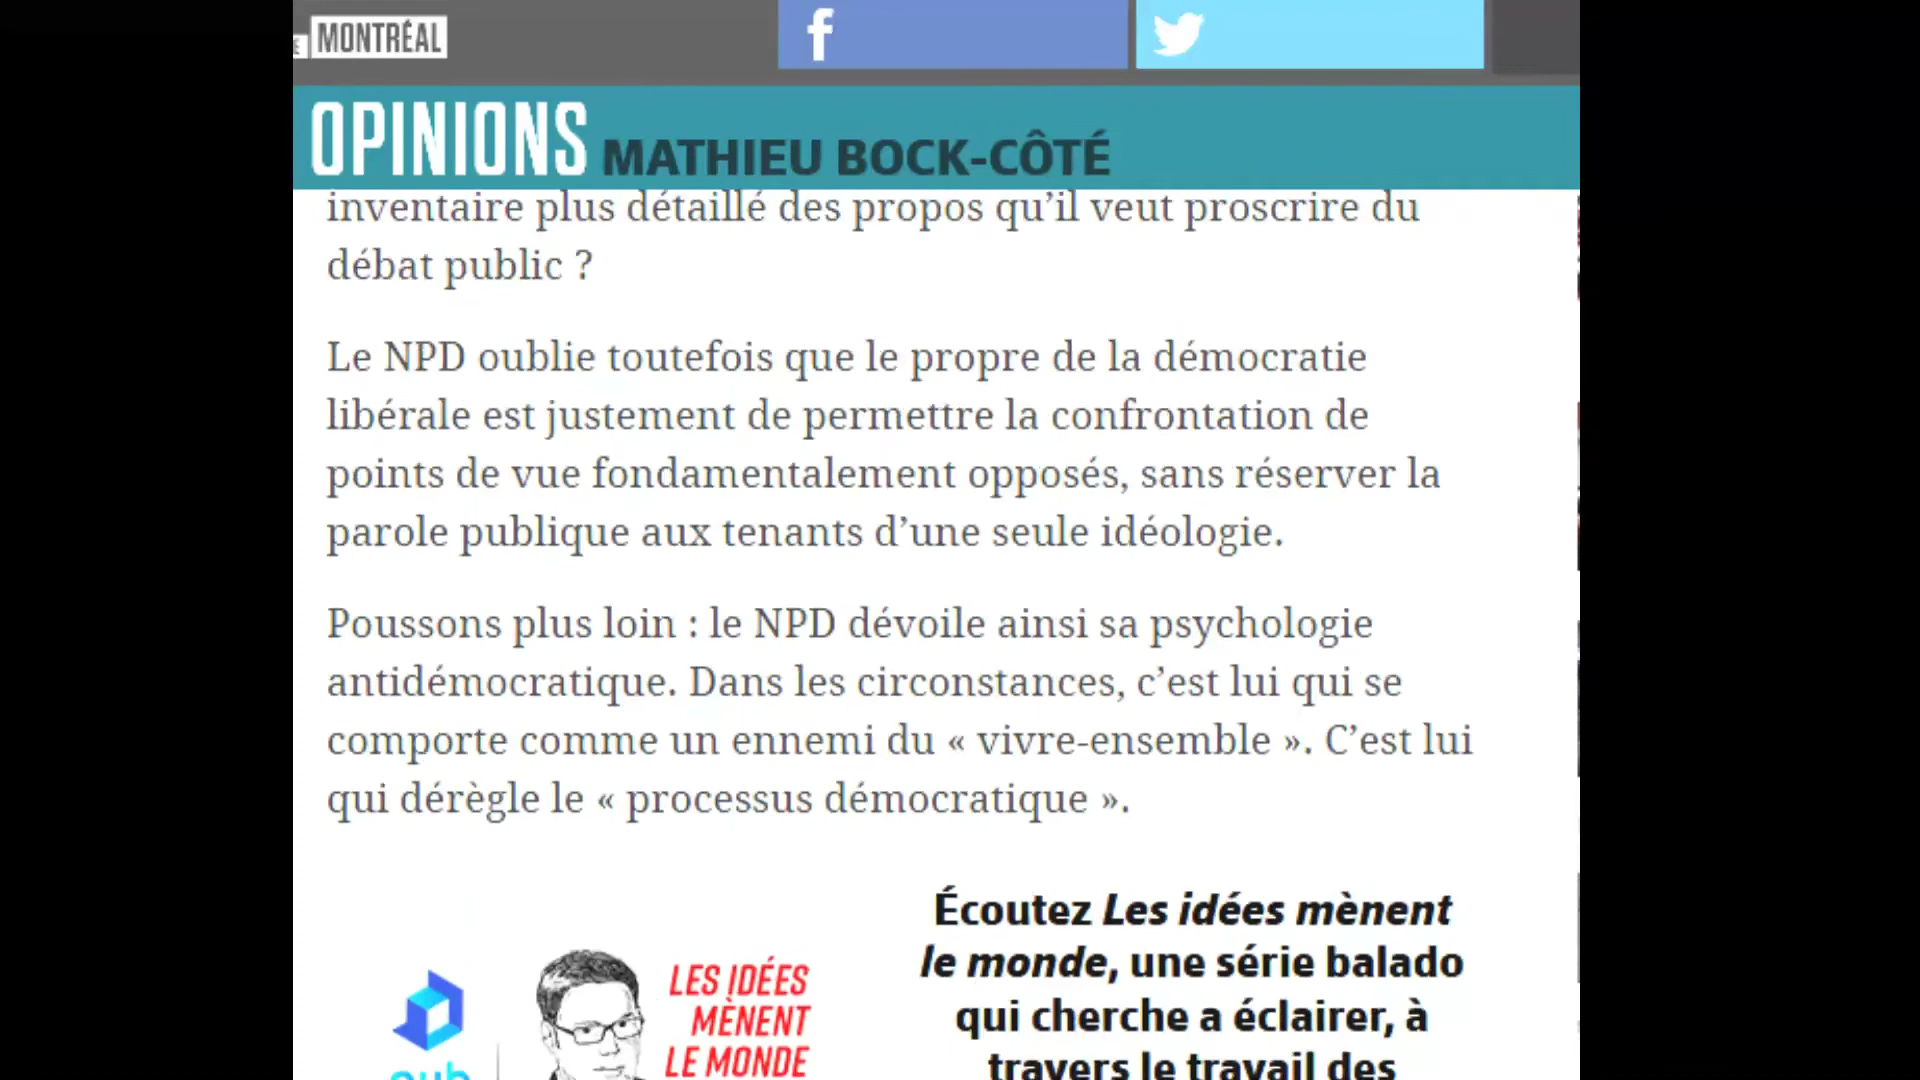 MONTRÉAL
OPINIONS MATHIEU BOCK-CÔTÉ
inventaire plus détaillé des propos qu’il veut proscrire du
débat public ?
Le NPD oublie toutefois que le propre de la démocratie
libérale est justement de permettre la confrontation de
points de vue fondamentalement opposés, sans réserver la
parole publique aux tenants d’une seule idéologie.
Poussons plus loin : le NPD dévoile ainsi sa psychologie
antidémocratique. Dans les circonstances, c’est lui qui se
comporte comme un ennemi du « vivre-ensemble ». C’est lui
qui dérègle le « processus démocratique ».
Écoutez Les idées mènent
le monde, une série balado
qui cherche a éclairer, à
travers le travail des
LES IDÉES
MÈNENT
LE MONDE